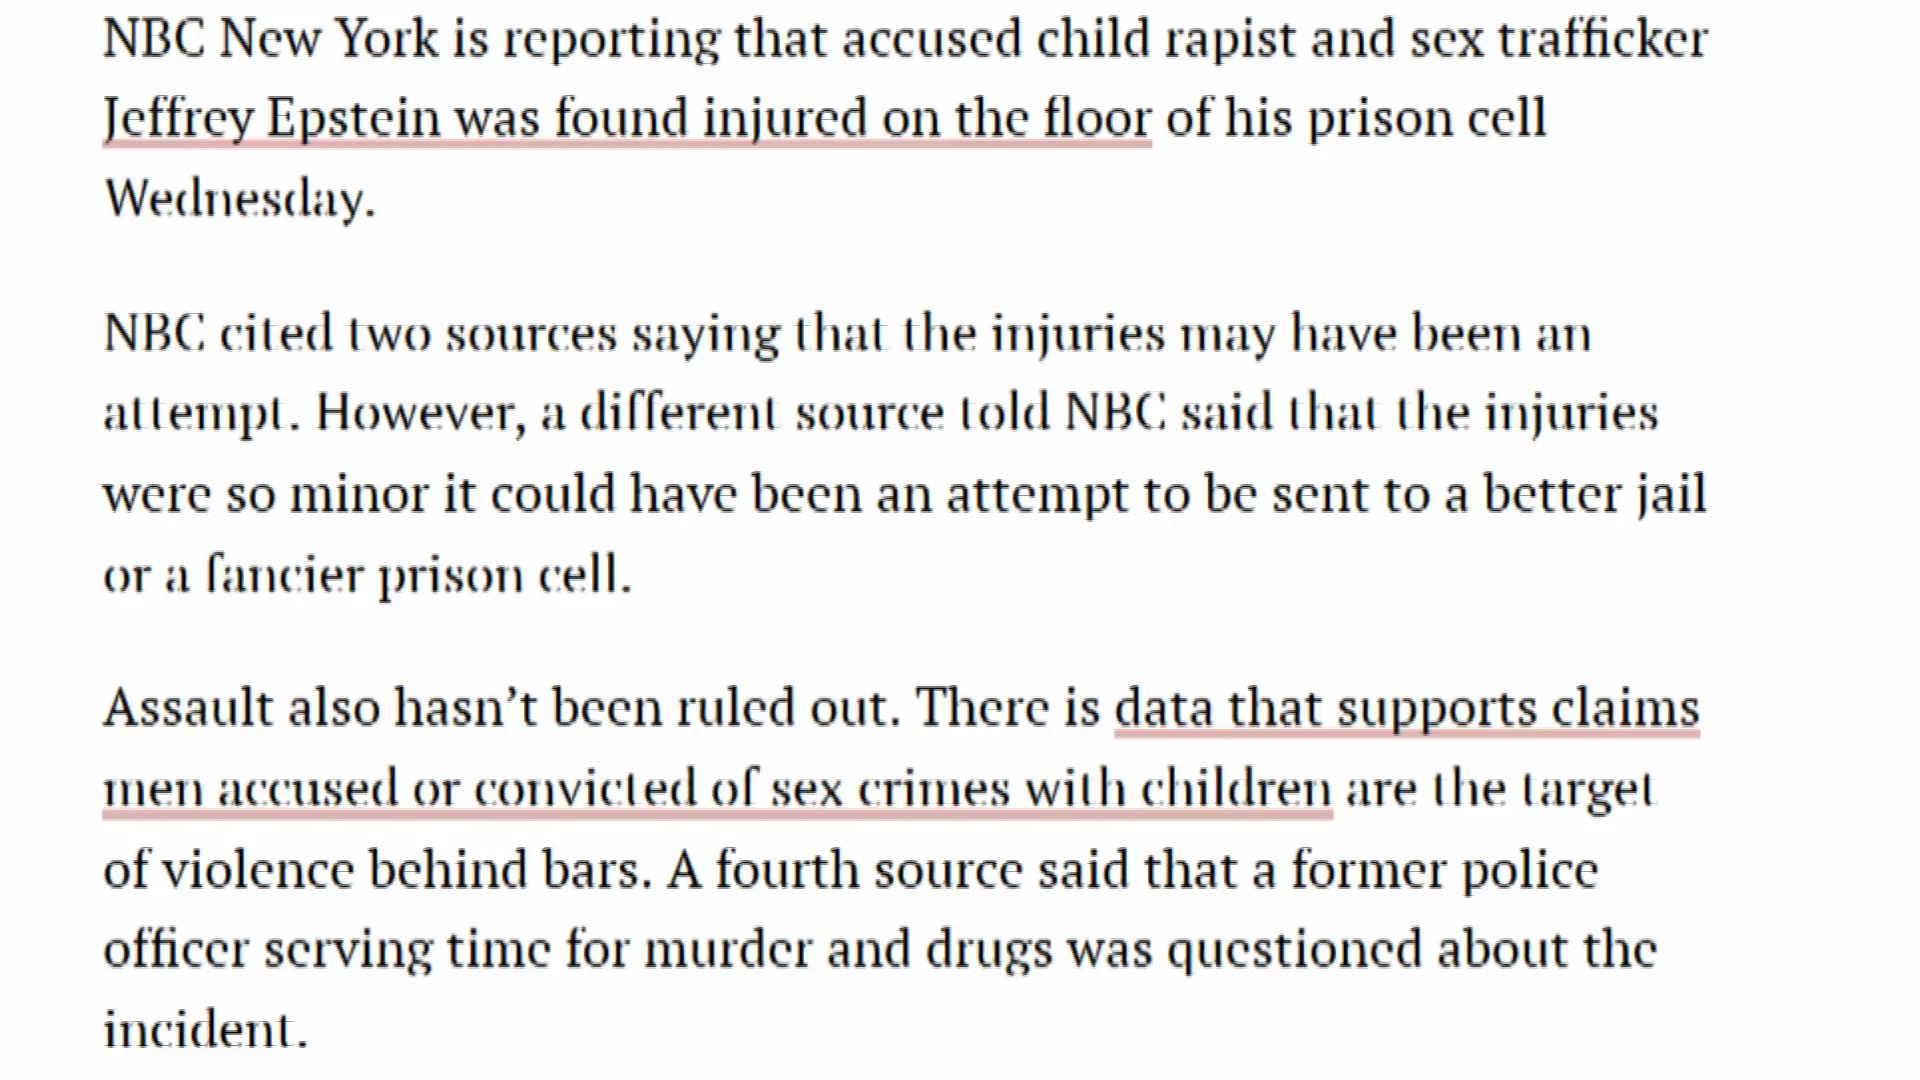 NBC New York is reporting that accused child rapist and sex trafficker
Jeffrey Epstein was found injured on the floor of his prison cell
Wednesday.
NBC cited two sources saying that the injuries may have been an
attempt. However, a different source told NBC said that the injuries
were so minor it could have been an attempt to be sent to a better jail
or a fancier prison cell.
Assault also hasn’t been ruled out. There is data that supports claims
men accused or convicted of sex crimes with children are the target
of violence behind bars. A fourth source said that a former police
officer serving time for murder and drugs was questioned about the
incident.